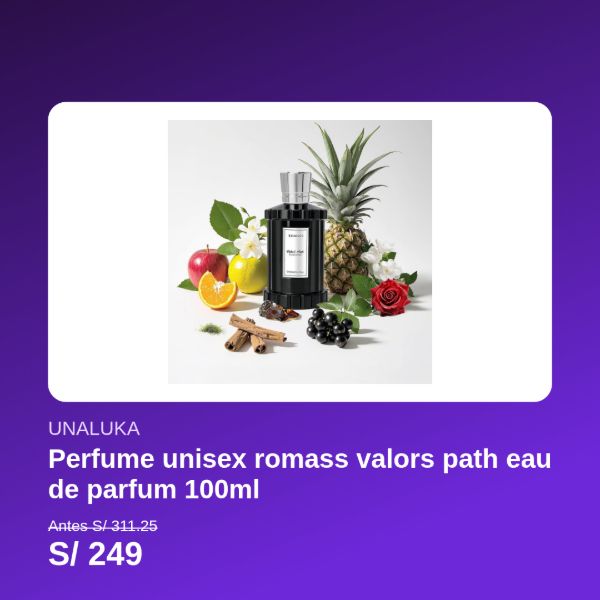 UNALUKA
Perfume unisex romass valors path eau
de parfum 100ml
Antes S/ 311.25
S/ 249